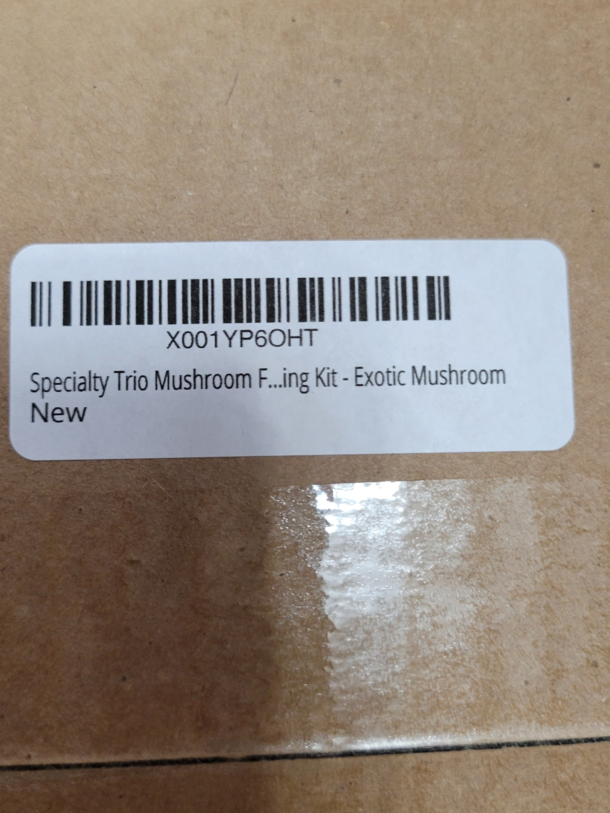 X001YP6OHT
Specialty Trio Mushroom F...ing Kit - Exotic Mushroom
New